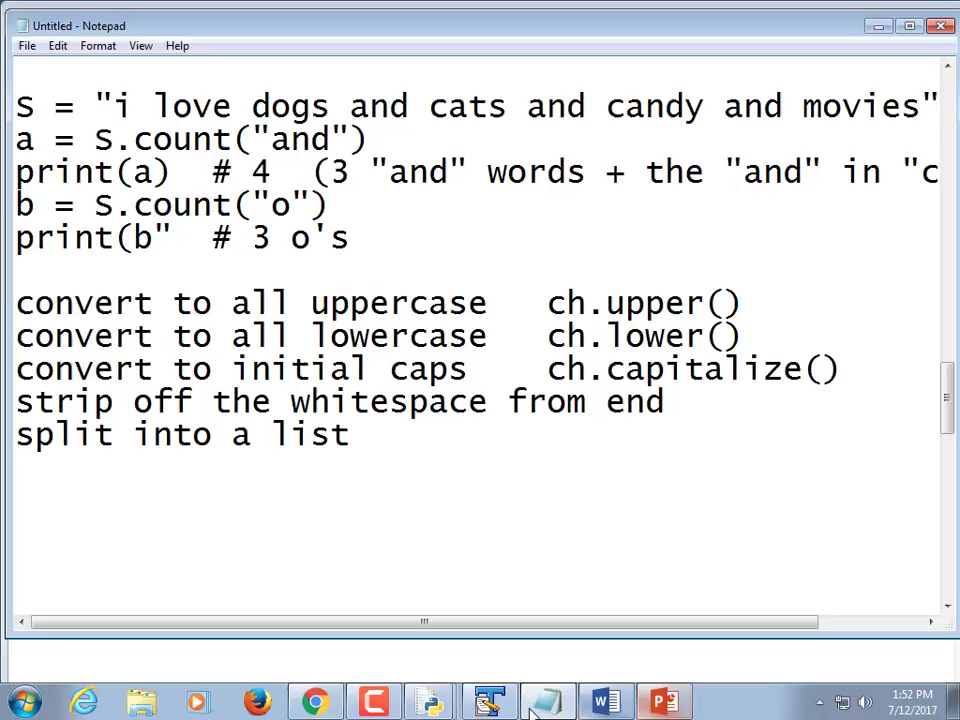 Untitled - Notepad
File Edit Format View Help
S = "i love dogs and cats and candy and movies"
a = S.count("and")
print(a)  # 4  (3 "and" words + the "and" in "c
b = S.count("o")
print(b"  # 3 o's
convert to all uppercase   ch.upper()
convert to all lowercase   ch.lower()
convert to initial caps    ch.capitalize()
strip off the whitespace from end
split into a list
1:52 PM
7/12/2017